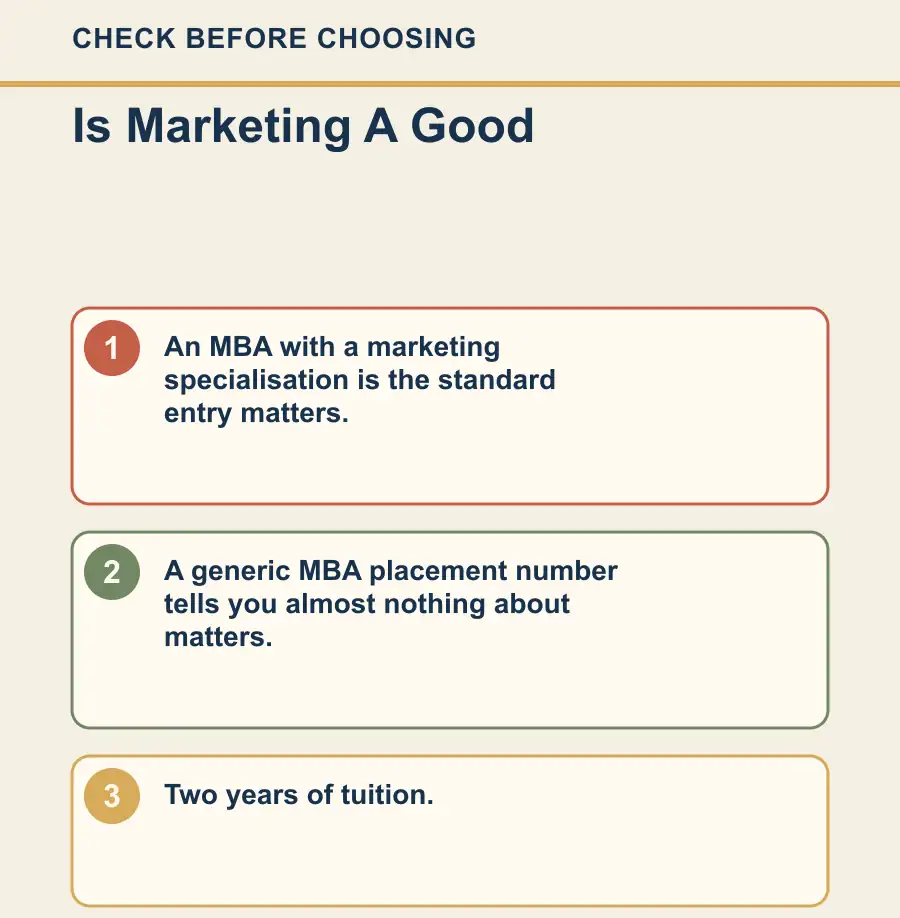 CHECK BEFORE CHOOSING
Is Marketing A Good
1
An MBA with a marketing
specialisation is the standard
entry matters.
2
A generic MBA placement number
tells you almost nothing about
matters.
3
Two years of tuition.